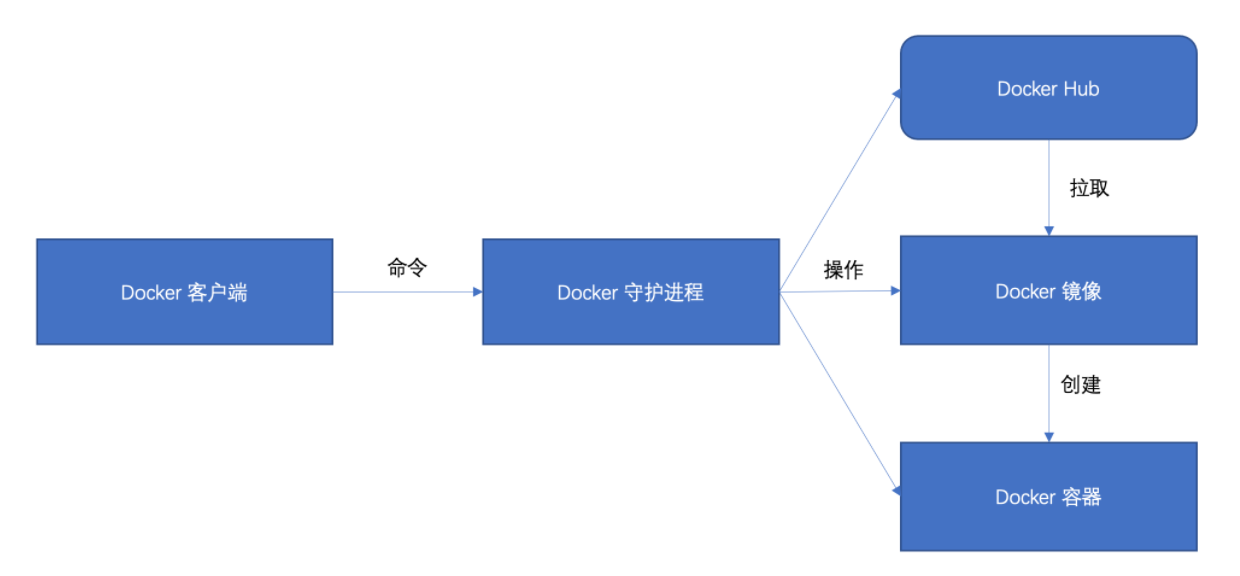 Docker Hub
拉取
命令
操作
Docker 客户端
Docker 守护进程
Docker 镜像
创建
Docker 容器